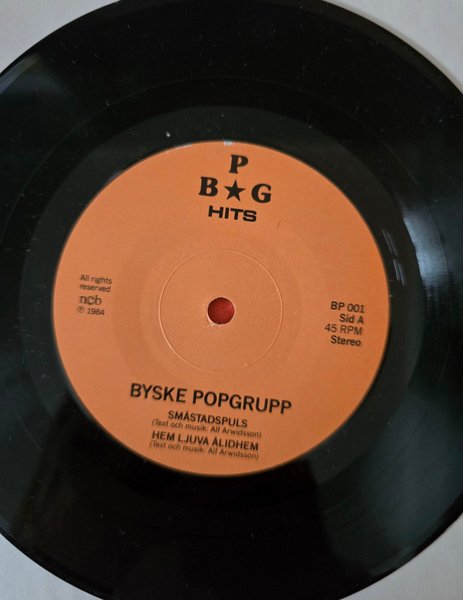 P
B★G
HITS
All rights
reserved
ncb
℗ 1984
BP 001
Sid A
45 RPM
Stereo
BYSKE POPGRUPP
SMÅSTADSPULS
(Text och musik: Alf Arwidsson)
HEM LJUVA ÅLIDHEM
(Text och musik: Alf Arwidsson)